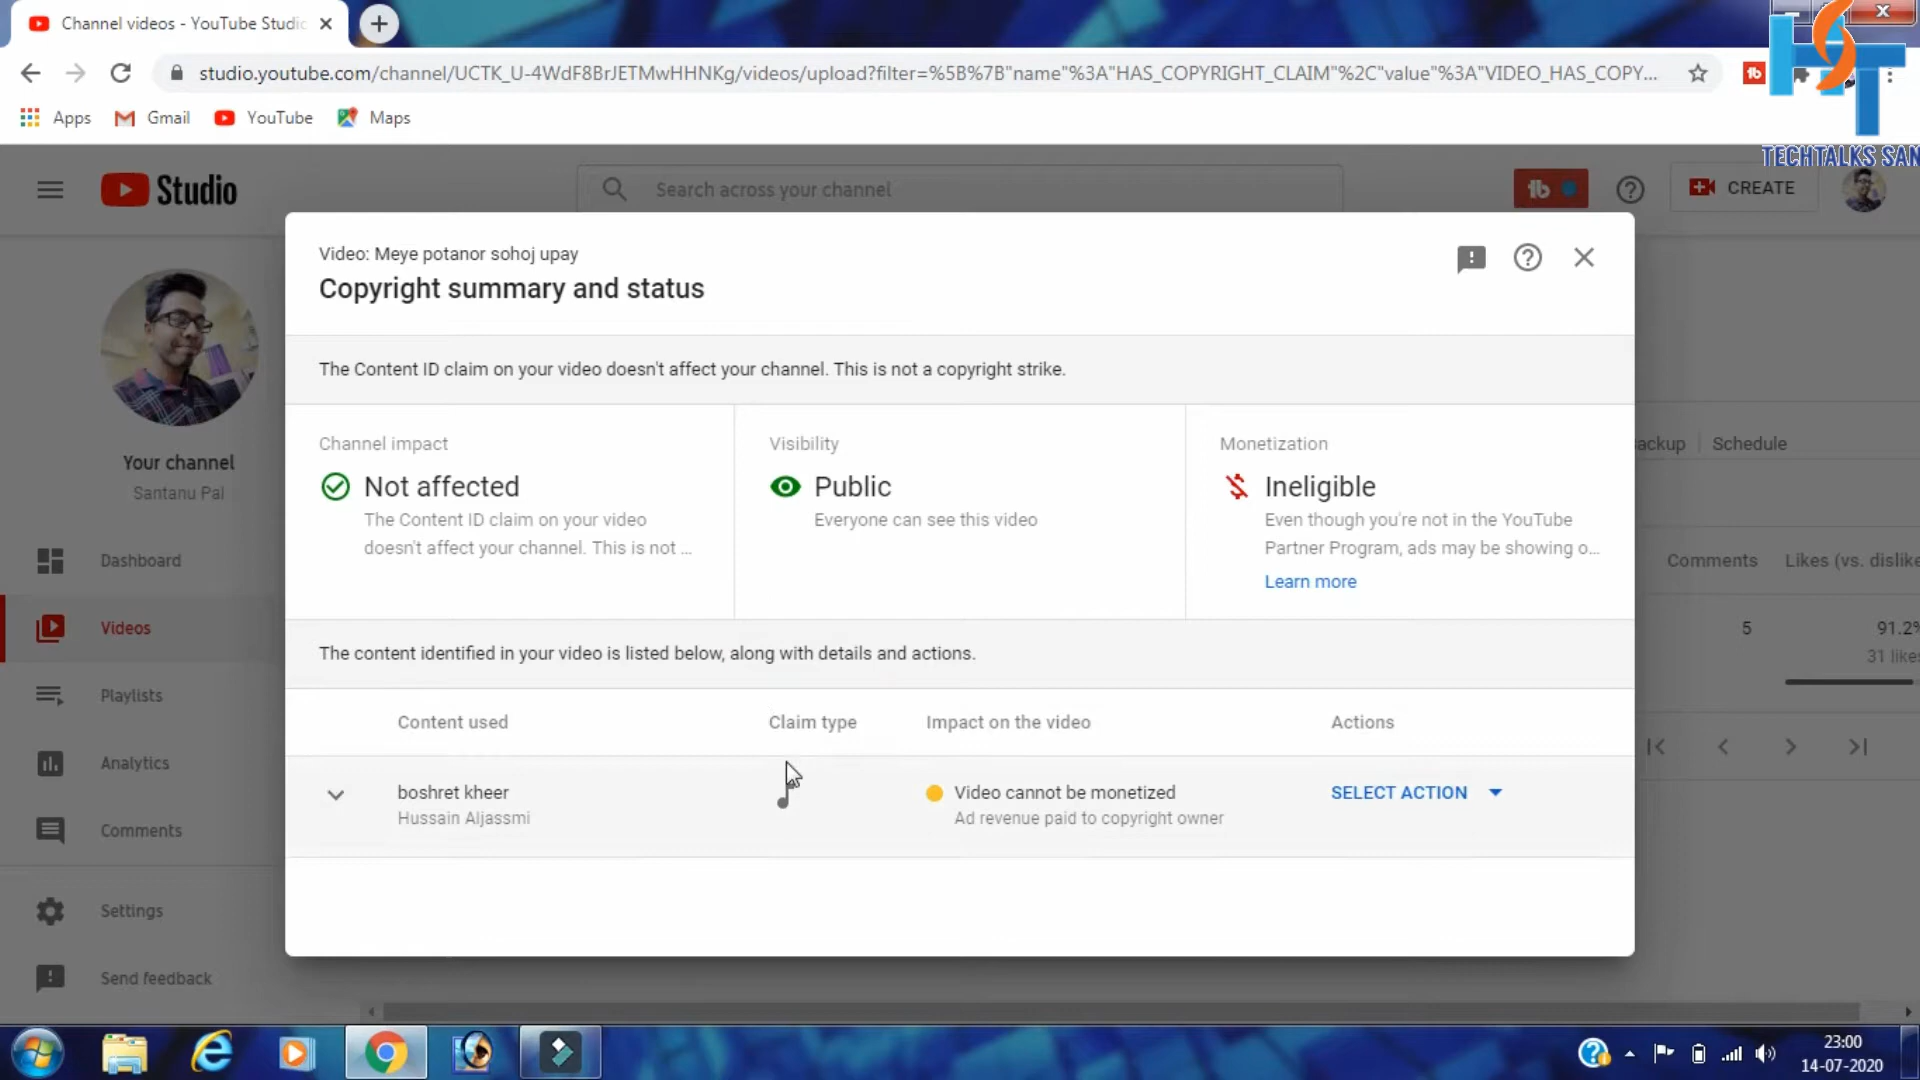 Channel videos - YouTube Studio
studio.youtube.com/channel/UCTK_U-4WdF8BrJETMwHHNKg/videos/upload?filter=%5B%7B"name"%3A"HAS_COPYRIGHT_CLAIM"%2C"value"%3A"VIDEO_HAS_COPY...
Apps Gmail YouTube Maps
HST
TECHTALKS SAN
Studio
Search across your channel
CREATE
Video: Meye potanor sohoj upay
Copyright summary and status
The Content ID claim on your video doesn't affect your channel. This is not a copyright strike.
Channel impact
Not affected
The Content ID claim on your video
doesn't affect your channel. This is not ...
Visibility
Public
Everyone can see this video
Monetization
Ineligible
Even though you're not in the YouTube
Partner Program, ads may be showing o...
Learn more
The content identified in your video is listed below, along with details and actions.
Content used Claim type Impact on the video Actions
boshret kheer
Hussain Aljassmi
Video cannot be monetized
Ad revenue paid to copyright owner
SELECT ACTION
Your channel
Santanu Pal
Dashboard
Videos
Playlists
Analytics
Comments
Settings
Send feedback
ackup Schedule
Comments Likes (vs. dislike
5 91.2%
31 likes
23:00
14-07-2020